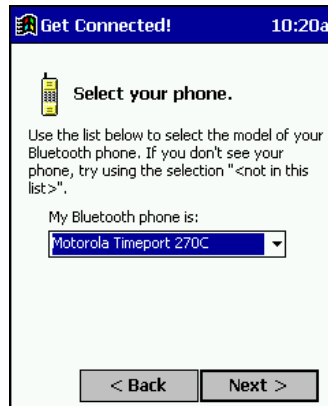 Get Connected! 10:20a
Select your phone.
Use the list below to select the model of your
Bluetooth phone. If you don't see your
phone, try using the selection "<not in this
list>".
My Bluetooth phone is:
Motorola Timeport 270C
< Back Next >